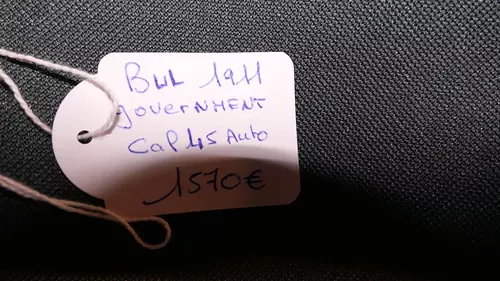 BUL 1911
GOVERNMENT
Cal 45 Auto
1570€